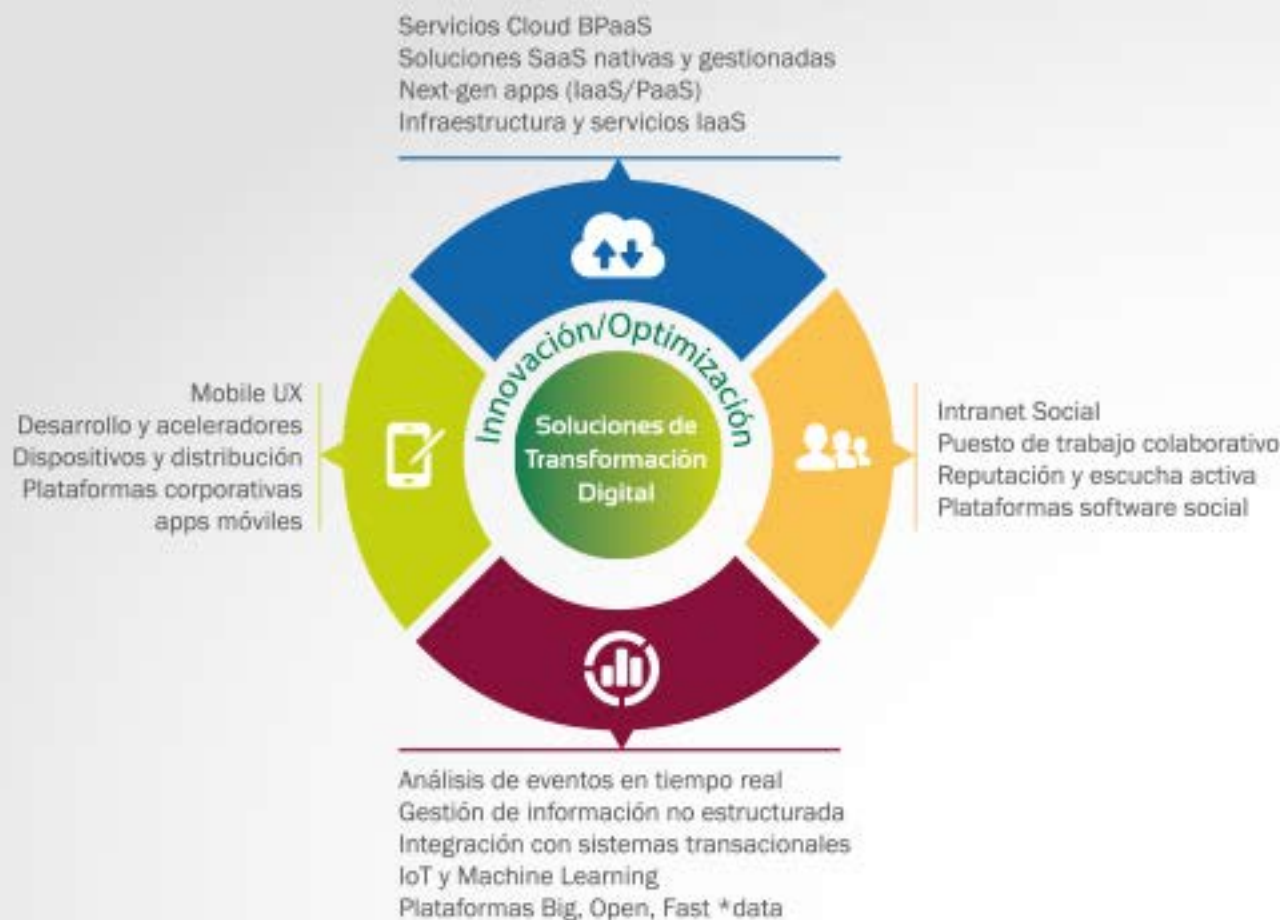 Servicios Cloud BPaaS
Soluciones SaaS nativas y gestionadas
Next-gen apps (IaaS/PaaS)
Infraestructura y servicios IaaS
Innovación/Optimización
Soluciones de
Transformación
Digital
Mobile UX
Desarrollo y aceleradores
Dispositivos y distribución
Plataformas corporativas
apps móviles
Intranet Social
Puesto de trabajo colaborativo
Reputación y escucha activa
Plataformas software social
Análisis de eventos en tiempo real
Gestión de información no estructurada
Integración con sistemas transacionales
IoT y Machine Learning
Plataformas Big, Open, Fast *data